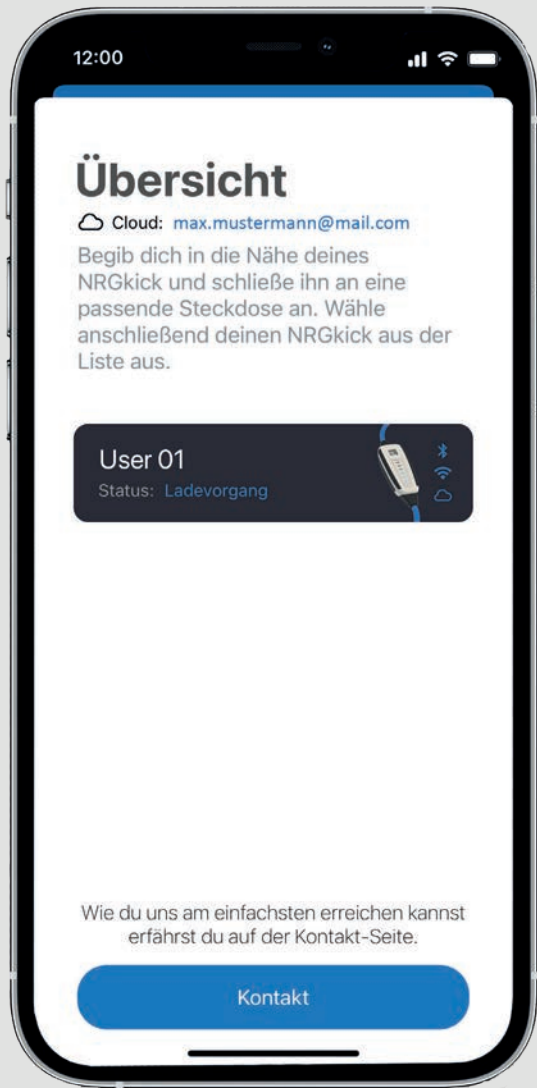 12:00
Übersicht
Cloud: max.mustermann@mail.com
Begib dich in die Nähe deines
NRGkick und schließe ihn an eine
passende Steckdose an. Wähle
anschließend deinen NRGkick aus der
Liste aus.
User 01
Status: Ladevorgang
Wie du uns am einfachsten erreichen kannst
erfährst du auf der Kontakt-Seite.
Kontakt